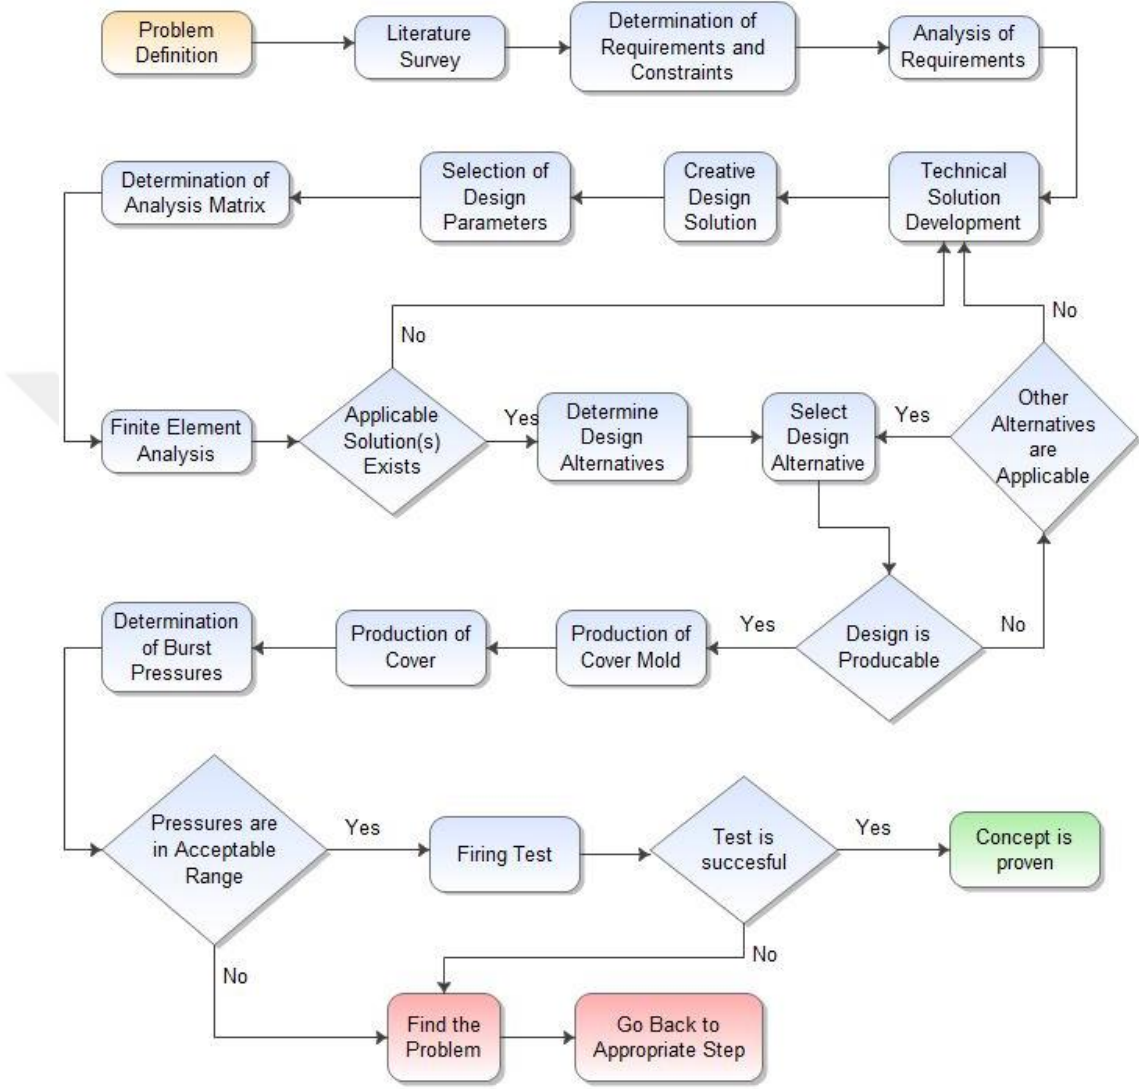 Problem
Definition
Literature
Survey
Determination of
Requirements and
Constraints
Analysis of
Requirements
Determination of
Analysis Matrix
Selection of
Design
Parameters
Creative
Design
Solution
Technical
Solution
Development
No
No
Finite Element
Analysis
Applicable
Solution(s)
Exists
Yes
Determine
Design
Alternatives
Select
Design
Alternative
Yes
Other
Alternatives
are
Applicable
Determination
of Burst
Pressures
Production of
Cover
Production of
Cover Mold
Yes
Design is
Producable
No
Pressures are
in Acceptable
Range
Yes
Firing Test
Test is
succesful
Yes
Concept is
proven
No
No
Find the
Problem
Go Back to
Appropriate Step